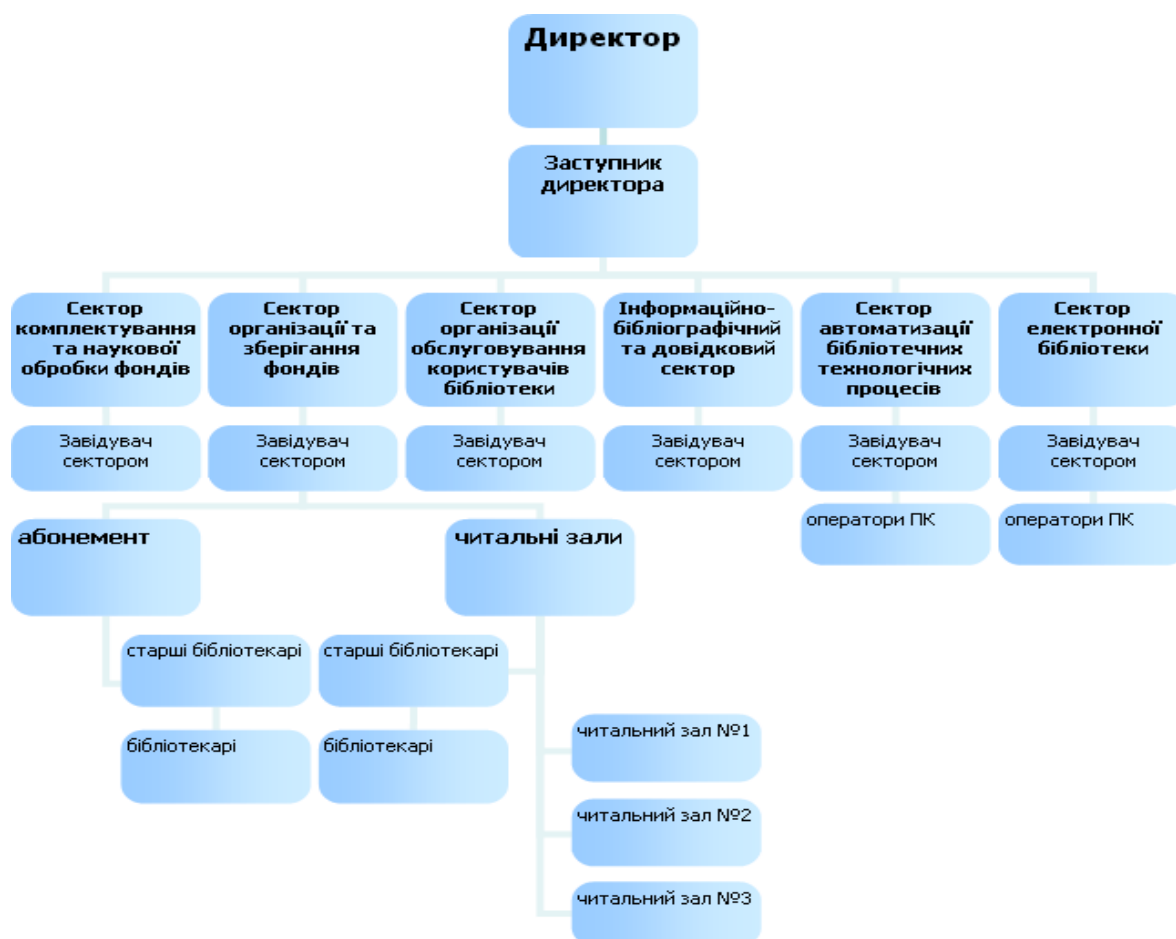 Директор
Заступник
директора
Сектор
комплектування
та наукової
обробки фондів
Сектор
організації та
зберігання
фондів
Сектор
організації
обслуговування
користувачів
бібліотеки
Інформаційно-
бібліографічний
та довідковий
сектор
Сектор
автоматизації
бібліотечних
технологічних
процесів
Сектор
електронної
бібліотеки
Завідувач
сектором
Завідувач
сектором
Завідувач
сектором
Завідувач
сектором
Завідувач
сектором
Завідувач
сектором
абонемент
читальні зали
оператори ПК
оператори ПК
старші бібліотекарі
старші бібліотекарі
бібліотекарі
бібліотекарі
читальний зал №1
читальний зал №2
читальний зал №3